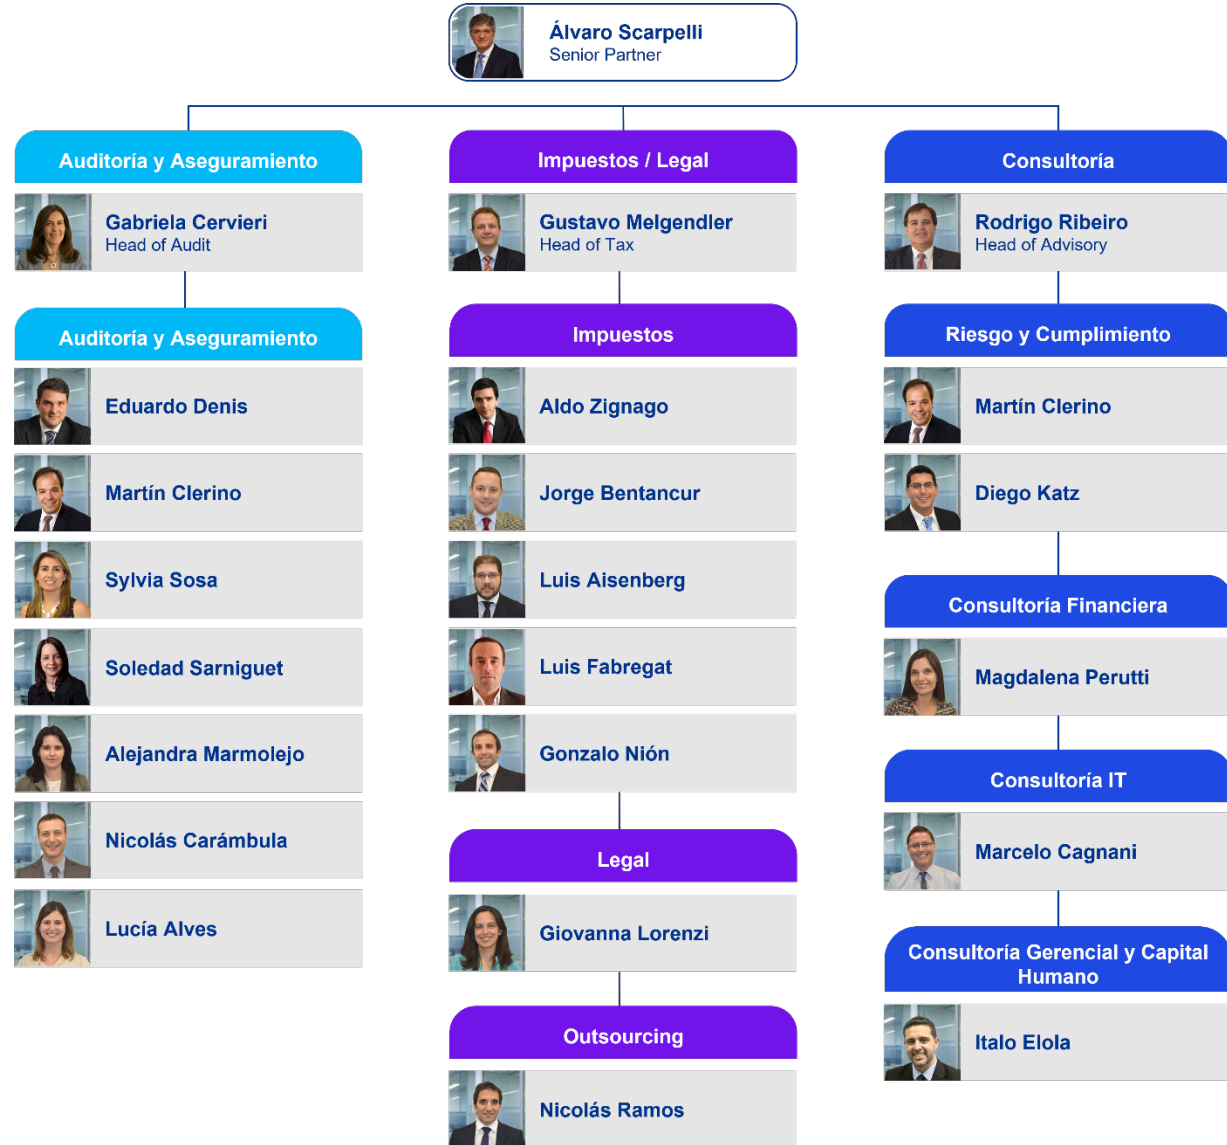 Álvaro Scarpelli
Senior Partner
Auditoría y Aseguramiento
Gabriela Cervieri
Head of Audit
Auditoría y Aseguramiento
Eduardo Denis
Martín Clerino
Sylvia Sosa
Soledad Sarniguet
Alejandra Marmolejo
Nicolás Carámbula
Lucía Alves
Impuestos / Legal
Gustavo Melgendler
Head of Tax
Impuestos
Aldo Zignago
Jorge Bentancur
Luis Aisenberg
Luis Fabregat
Gonzalo Nión
Legal
Giovanna Lorenzi
Outsourcing
Nicolás Ramos
Consultoría
Rodrigo Ribeiro
Head of Advisory
Riesgo y Cumplimiento
Martín Clerino
Diego Katz
Consultoría Financiera
Magdalena Perutti
Consultoría IT
Marcelo Cagnani
Consultoría Gerencial y Capital
Humano
Italo Elola